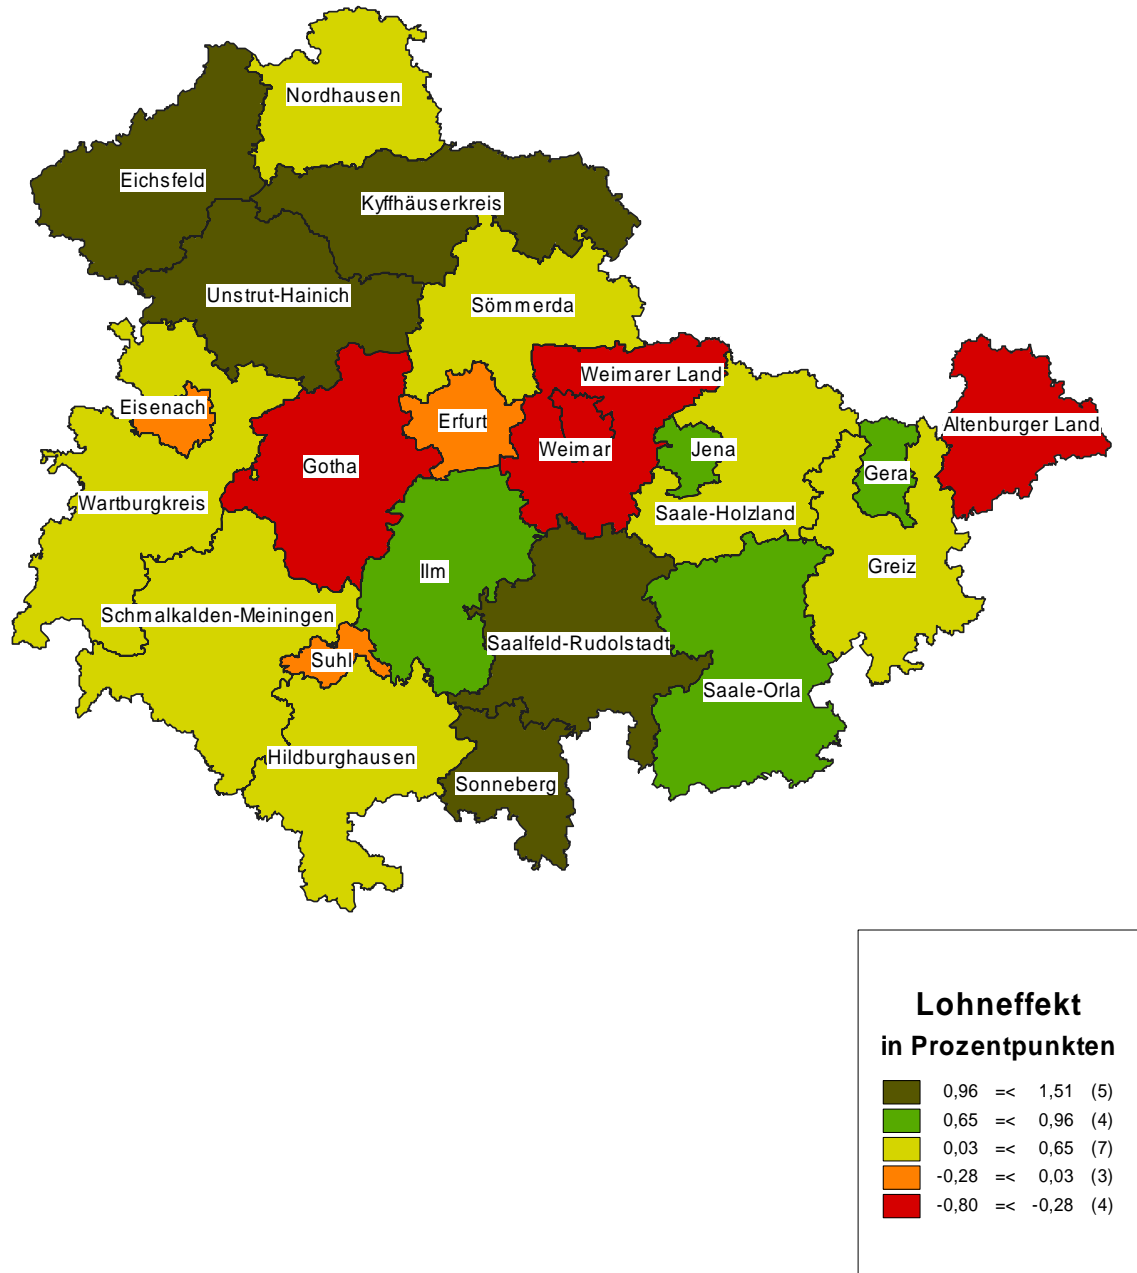 Nordhausen
Eichsfeld
Kyffhäuserkreis
Unstrut-Hainich
Sömmerda
Weimarer Land
Eisenach
Erfurt
Altenburger Land
Weimar
Jena
Gotha
Gera
Wartburgkreis
Saale-Holzland
Greiz
Ilm
Schmalkalden-Meiningen
Saalfeld-Rudolstadt
Suhl
Saale-Orla
Hildburghausen
Sonneberg
Lohneffekt
in Prozentpunkten
0,96 =< 1,51 (5)
0,65 =< 0,96 (4)
0,03 =< 0,65 (7)
-0,28 =< 0,03 (3)
-0,80 =< -0,28 (4)